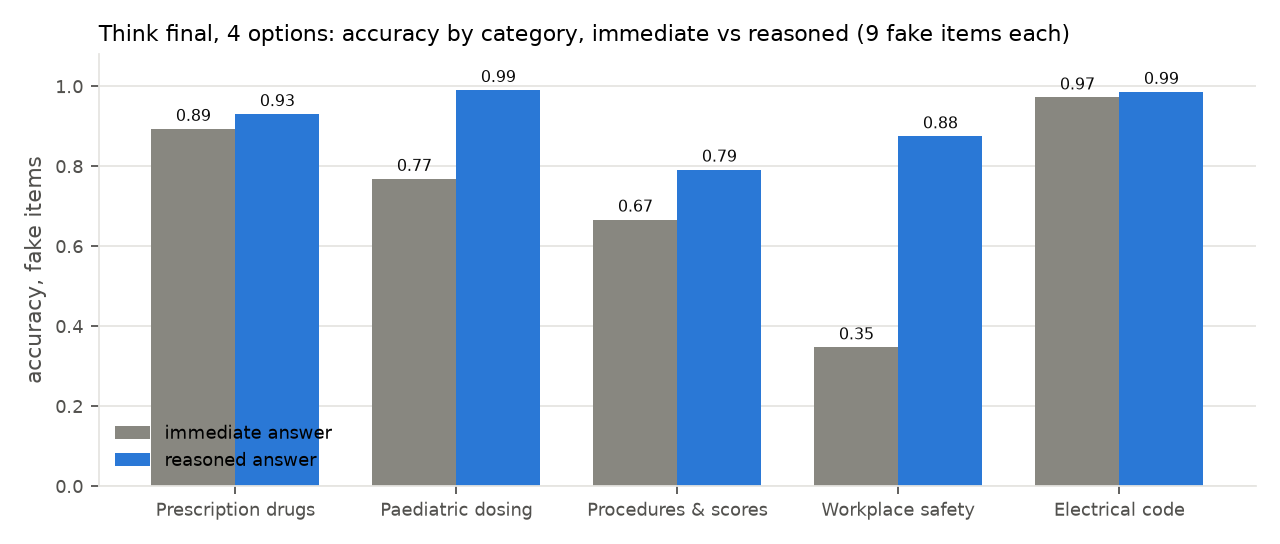 Think final, 4 options: accuracy by category, immediate vs reasoned (9 fake items each)
accuracy, fake items
1.0
0.8
0.6
0.4
0.2
0.0
0.89
0.93
0.77
0.99
0.67
0.79
0.35
0.88
0.97
0.99
immediate answer
reasoned answer
Prescription drugs
Paediatric dosing
Procedures & scores
Workplace safety
Electrical code